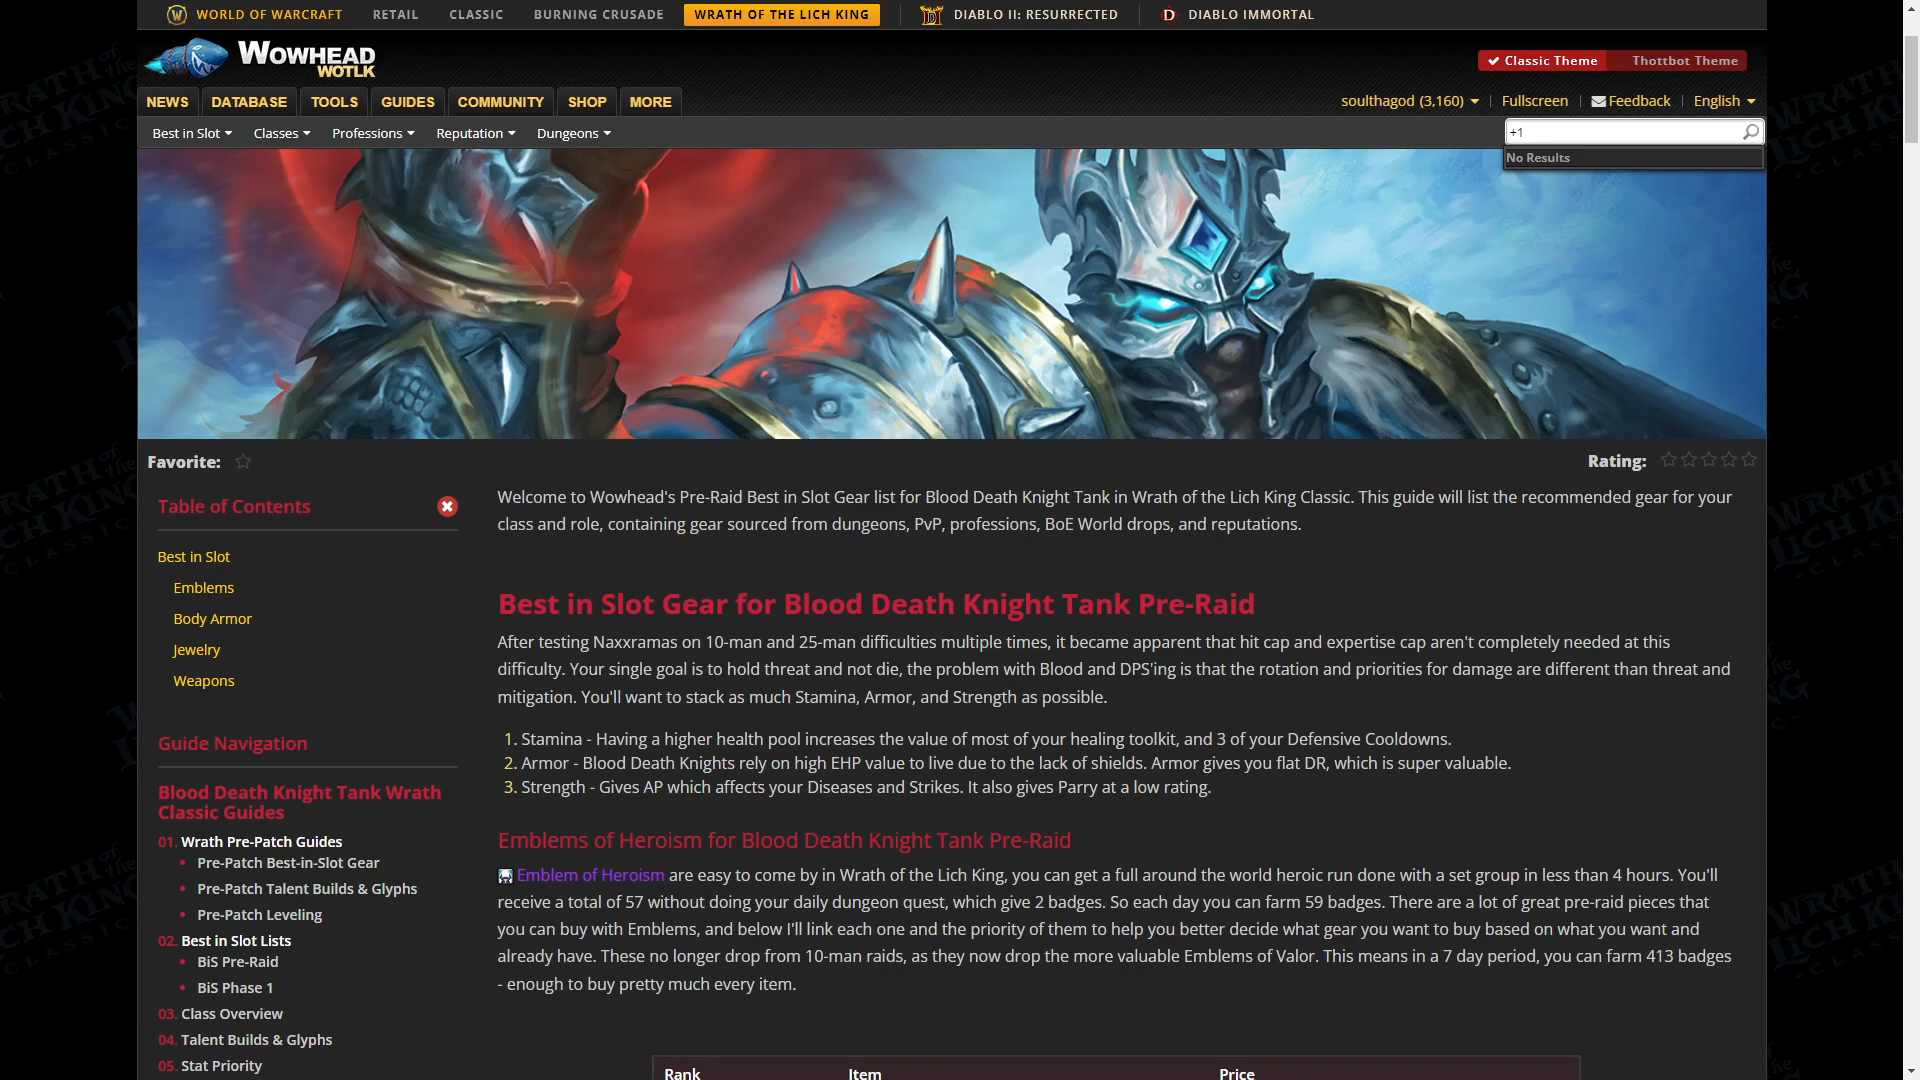 WORLD OF WARCRAFT RETAIL CLASSIC BURNING CRUSADE WRATH OF THE LICH KING DIABLO II: RESURRECTED DIABLO IMMORTAL
WOWHEAD
WOTLK
Classic Theme Thottbot Theme
NEWS DATABASE TOOLS GUIDES COMMUNITY SHOP MORE
soulthagod (3,160) Fullscreen Feedback English
Best in Slot Classes Professions Reputation Dungeons
+1
No Results
Favorite:
Rating:
Table of Contents
Best in Slot
Emblems
Body Armor
Jewelry
Weapons
Guide Navigation
Blood Death Knight Tank Wrath
Classic Guides
01. Wrath Pre-Patch Guides
• Pre-Patch Best-in-Slot Gear
• Pre-Patch Talent Builds & Glyphs
• Pre-Patch Leveling
02. Best in Slot Lists
• BiS Pre-Raid
• BiS Phase 1
03. Class Overview
04. Talent Builds & Glyphs
05. Stat Priority
Welcome to Wowhead's Pre-Raid Best in Slot Gear list for Blood Death Knight Tank in Wrath of the Lich King Classic. This guide will list the recommended gear for your
class and role, containing gear sourced from dungeons, PvP, professions, BoE World drops, and reputations.
Best in Slot Gear for Blood Death Knight Tank Pre-Raid
After testing Naxxramas on 10-man and 25-man difficulties multiple times, it became apparent that hit cap and expertise cap aren't completely needed at this
difficulty. Your single goal is to hold threat and not die, the problem with Blood and DPS'ing is that the rotation and priorities for damage are different than threat and
mitigation. You'll want to stack as much Stamina, Armor, and Strength as possible.
1. Stamina - Having a higher health pool increases the value of most of your healing toolkit, and 3 of your Defensive Cooldowns.
2. Armor - Blood Death Knights rely on high EHP value to live due to the lack of shields. Armor gives you flat DR, which is super valuable.
3. Strength - Gives AP which affects your Diseases and Strikes. It also gives Parry at a low rating.
Emblems of Heroism for Blood Death Knight Tank Pre-Raid
Emblem of Heroism are easy to come by in Wrath of the Lich King, you can get a full around the world heroic run done with a set group in less than 4 hours. You'll
receive a total of 57 without doing your daily dungeon quest, which give 2 badges. So each day you can farm 59 badges. There are a lot of great pre-raid pieces that
you can buy with Emblems, and below I'll link each one and the priority of them to help you better decide what gear you want to buy based on what you want and
already have. These no longer drop from 10-man raids, as they now drop the more valuable Emblems of Valor. This means in a 7 day period, you can farm 413 badges
- enough to buy pretty much every item.
Rank Item Price